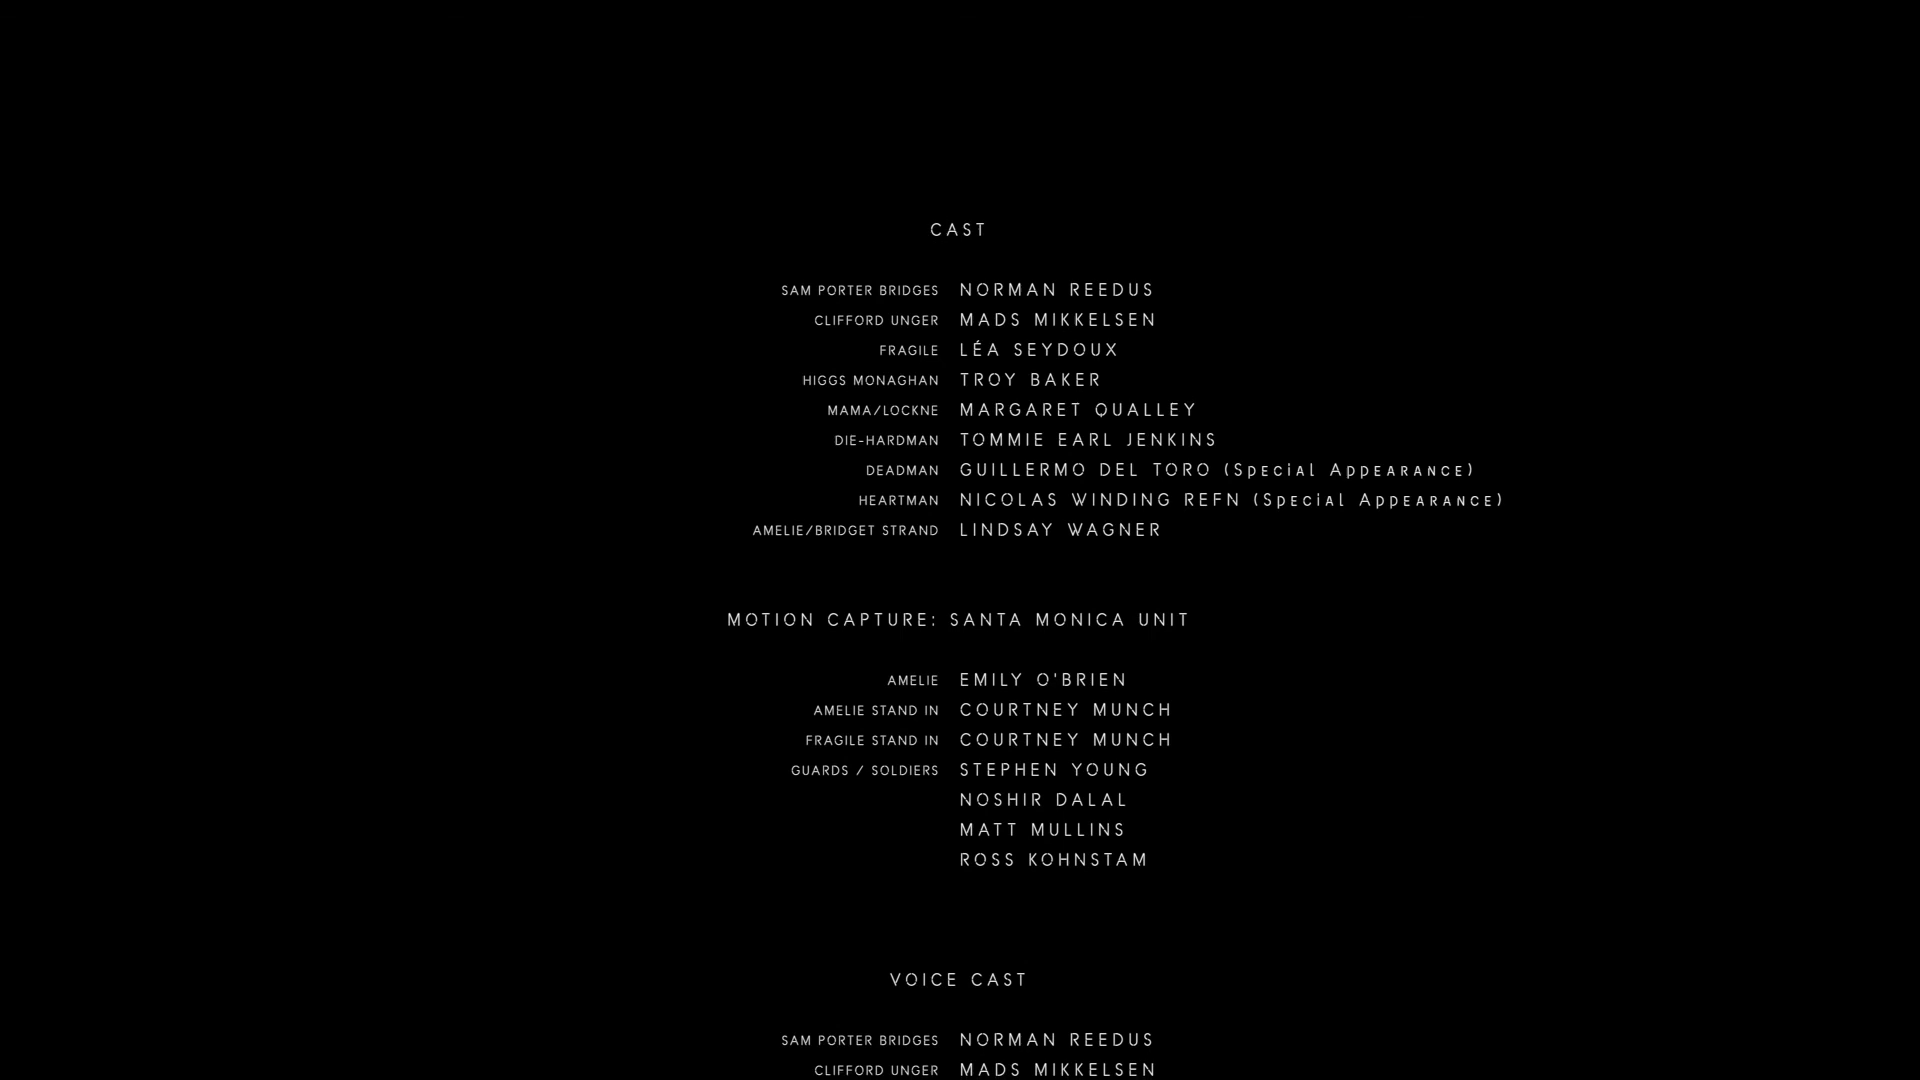 CAST
SAM PORTER BRIDGES NORMAN REEDUS
CLIFFORD UNGER MADS MIKKELSEN
FRAGILE LÉA SEYDOUX
HIGGS MONAGHAN TROY BAKER
MAMA/LOCKNE MARGARET QUALLEY
DIE-HARDMAN TOMMIE EARL JENKINS
DEADMAN GUILLERMO DEL TORO (Special Appearance)
HEARTMAN NICOLAS WINDING REFN (Special Appearance)
AMELIE/BRIDGET STRAND LINDSAY WAGNER
MOTION CAPTURE: SANTA MONICA UNIT
AMELIE EMILY O'BRIEN
AMELIE STAND IN COURTNEY MUNCH
FRAGILE STAND IN COURTNEY MUNCH
GUARDS / SOLDIERS STEPHEN YOUNG
NOSHIR DALAL
MATT MULLINS
ROSS KOHNSTAM
VOICE CAST
SAM PORTER BRIDGES NORMAN REEDUS
CLIFFORD UNGER MADS MIKKELSEN